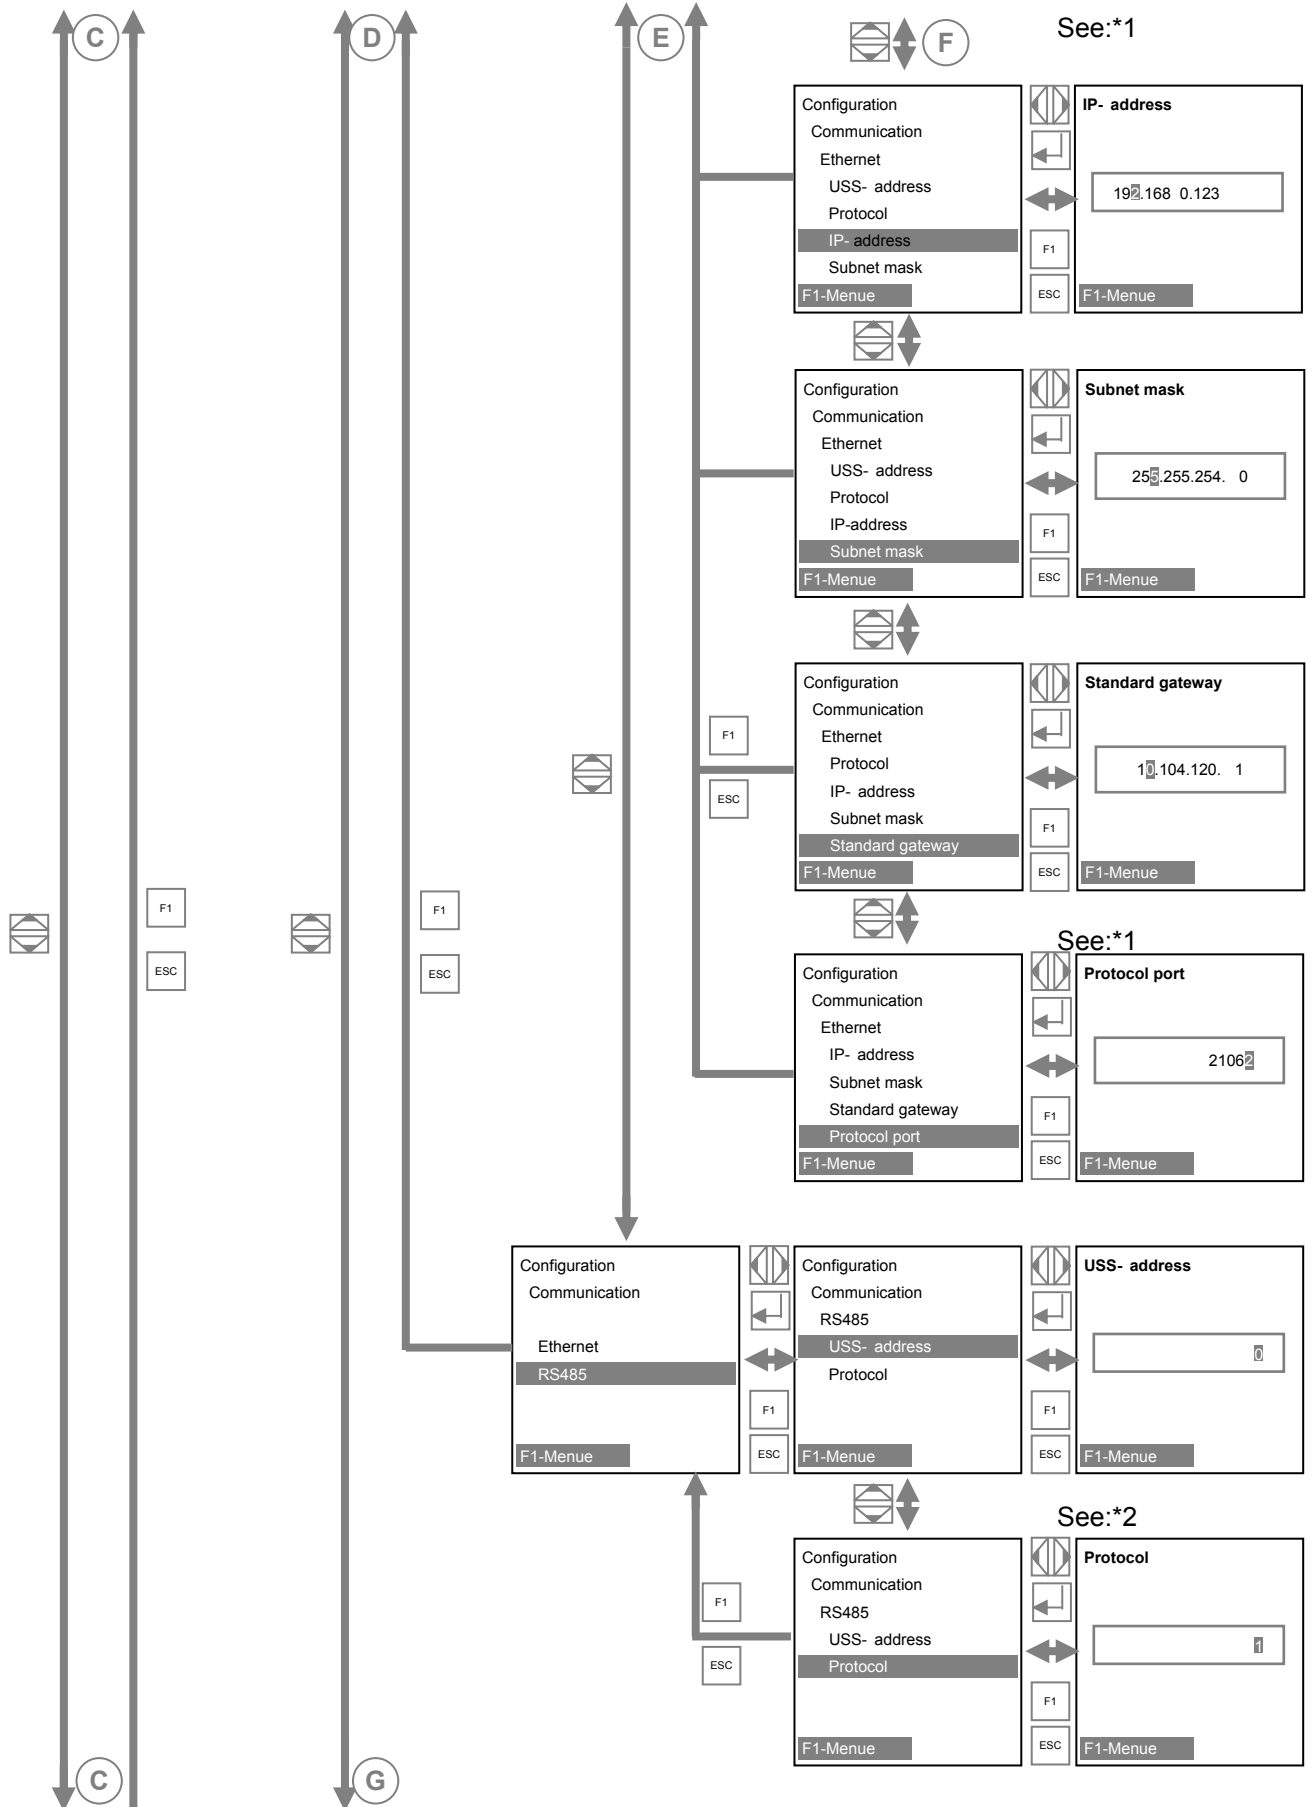 C
D
E
F
See:*1
Configuration
Communication
Ethernet
USS- address
Protocol
IP- address
Subnet mask
F1-Menue
F1
ESC
IP- address
192.168 0.123
F1-Menue
Configuration
Communication
Ethernet
USS- address
Protocol
IP-address
Subnet mask
F1-Menue
F1
ESC
Subnet mask
255.255.254. 0
F1-Menue
F1
ESC
Configuration
Communication
Ethernet
Protocol
IP- address
Subnet mask
Standard gateway
F1-Menue
F1
ESC
Standard gateway
10.104.120. 1
F1-Menue
F1
ESC
F1
ESC
See:*1
Configuration
Communication
Ethernet
IP- address
Subnet mask
Standard gateway
Protocol port
F1-Menue
F1
ESC
Protocol port
21062
F1-Menue
Configuration
Communication
Ethernet
RS485
F1-Menue
F1
ESC
Configuration
Communication
RS485
USS- address
Protocol
F1-Menue
F1
ESC
USS- address
0
F1-Menue
See:*2
F1
ESC
Configuration
Communication
RS485
USS- address
Protocol
F1-Menue
F1
ESC
Protocol
1
F1-Menue
C
G